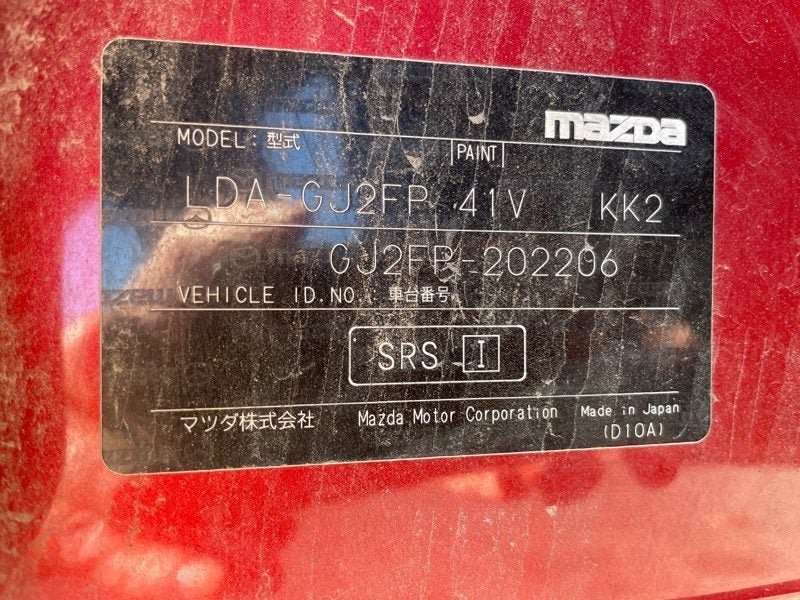 mazda
MODEL : 型式 PAINT
LDA-GJ2FP 41V KK2
GJ2FP-202206
VEHICLE ID.NO. : 車台番号
SRS I
マツダ株式会社 Mazda Motor Corporation Made in Japan
(D10A)